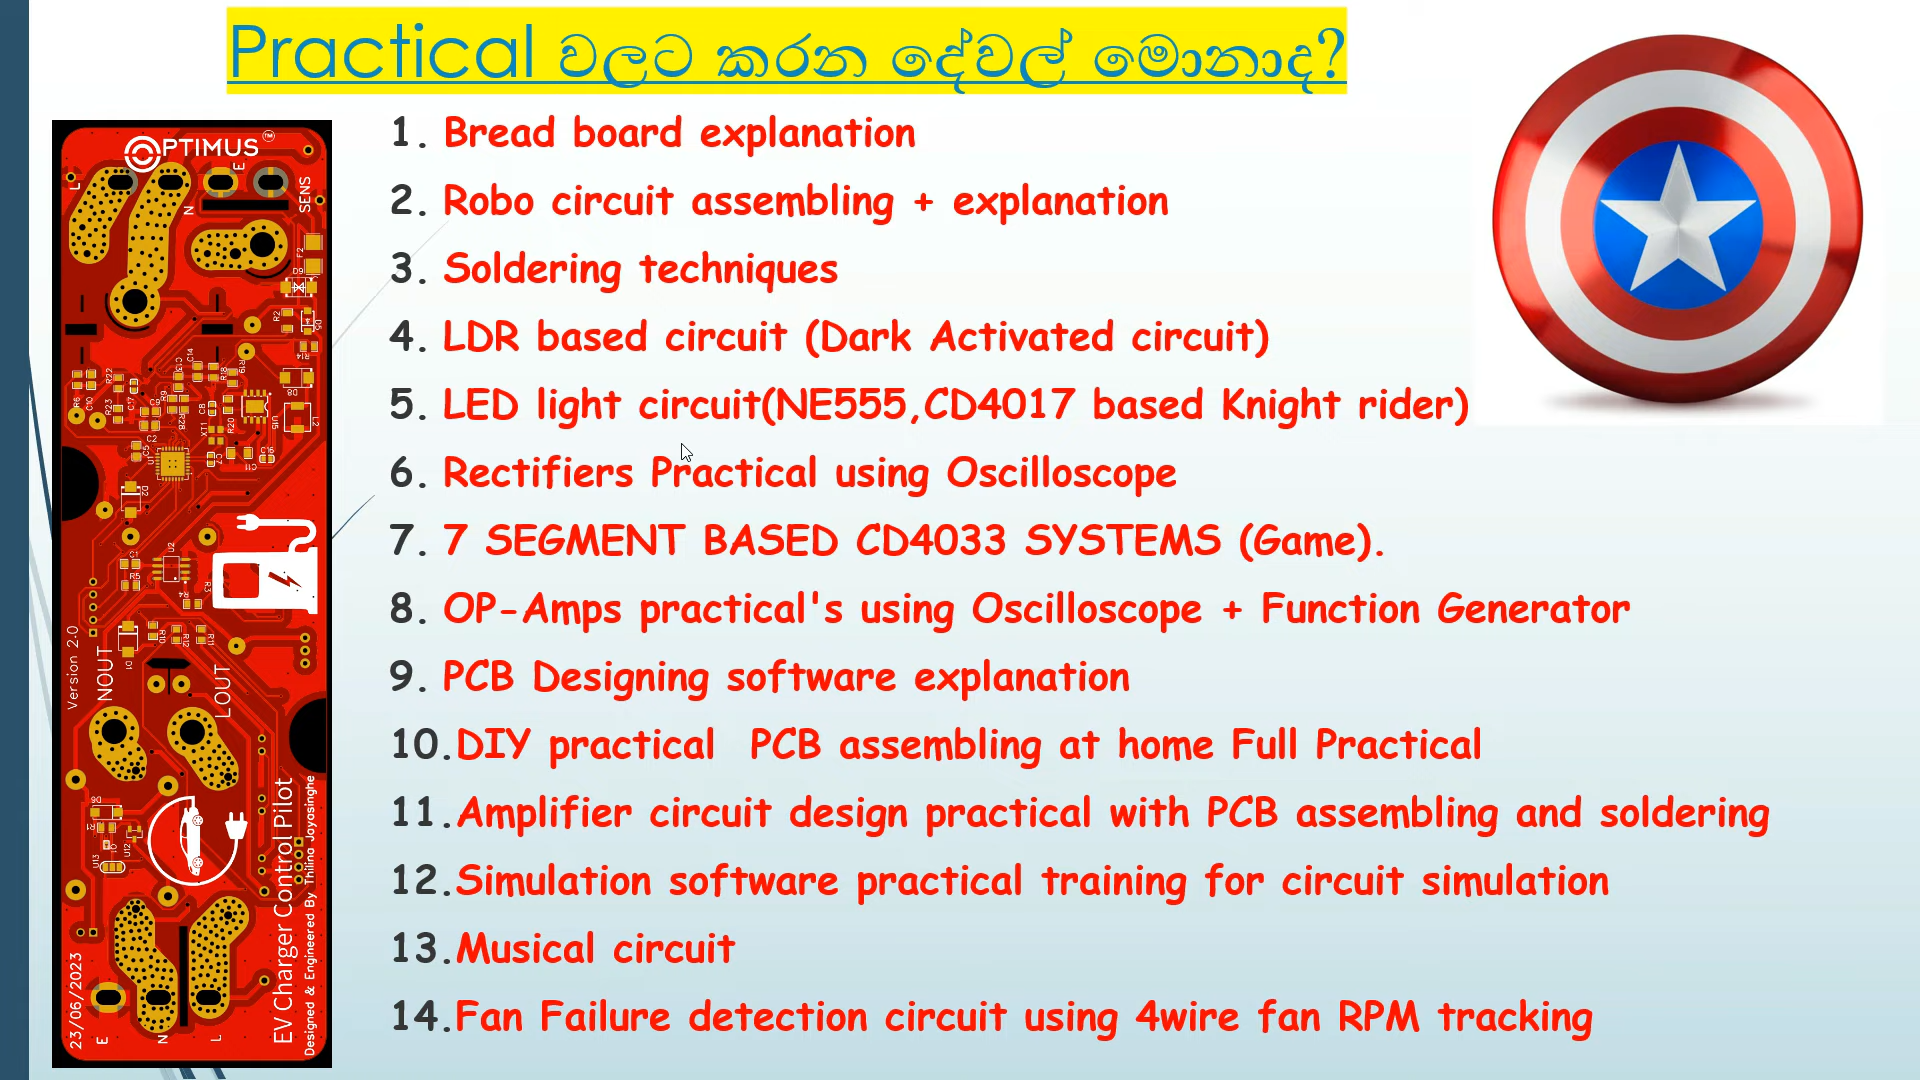 Practical වලට කරන දේවල් මොනාද?
1. Bread board explanation
2. Robo circuit assembling + explanation
3. Soldering techniques
4. LDR based circuit (Dark Activated circuit)
5. LED light circuit(NE555,CD4017 based Knight rider)
6. Rectifiers Practical using Oscilloscope
7. 7 SEGMENT BASED CD4033 SYSTEMS (Game).
8. OP-Amps practical's using Oscilloscope + Function Generator
9. PCB Designing software explanation
10.DIY practical  PCB assembling at home Full Practical
11.Amplifier circuit design practical with PCB assembling and soldering
12.Simulation software practical training for circuit simulation
13.Musical circuit
14.Fan Failure detection circuit using 4wire fan RPM tracking
OPTIMUS™
L
N
E
SENS
Version 2.0
NOUT
LOUT
23/06/2023
EV Charger Control Pilot
Designed & Engineered By Thilina Jayasinghe
E
N
L